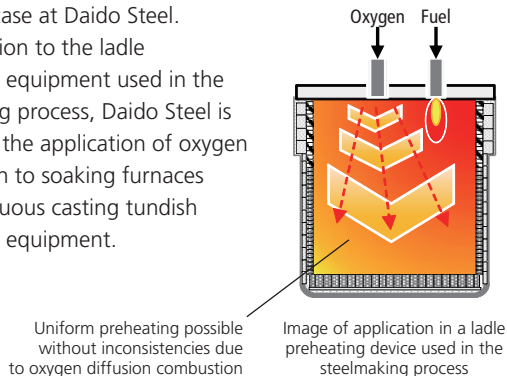 case at Daido Steel.
ion to the ladle
equipment used in the
g process, Daido Steel is
the application of oxygen
n to soaking furnaces
uous casting tundish
equipment.
Oxygen Fuel
Uniform preheating possible
without inconsistencies due
to oxygen diffusion combustion
Image of application in a ladle
preheating device used in the
steelmaking process